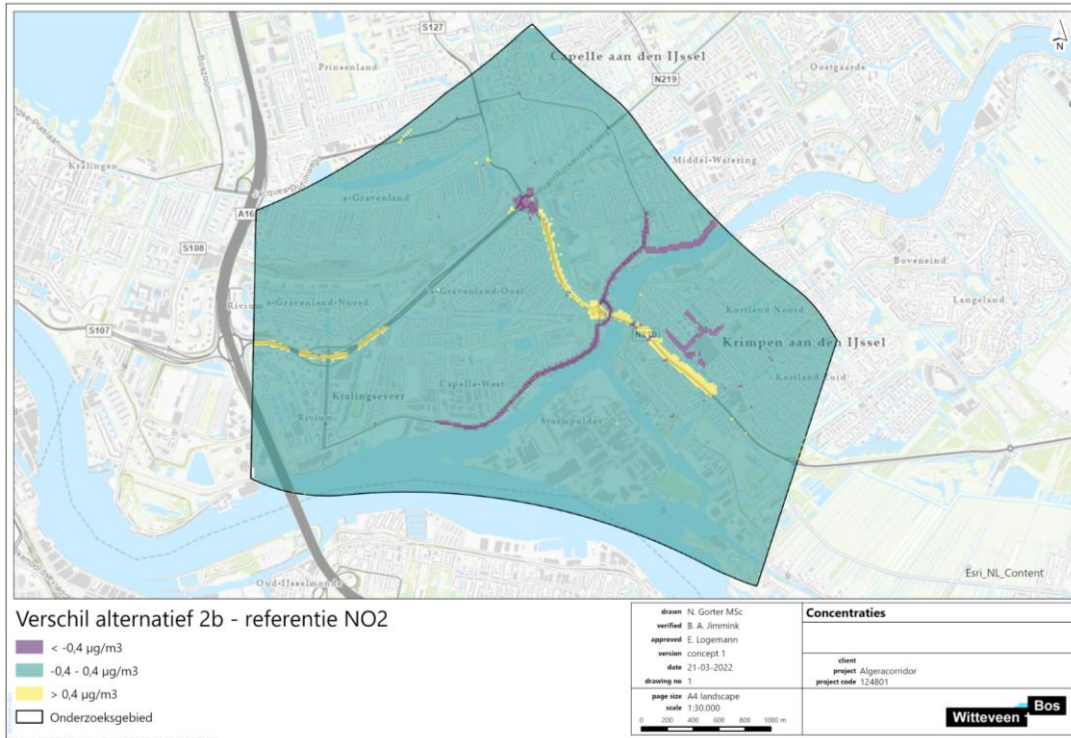 S127
Capelle aan den IJssel
Prinsenland
Oostgaarde
N219
N
Boszoom
Kralingen
Middel-Watering
s-Gravenland
A16
S108
Rivium
s-Gravenland-Noord
s-Gravenland-Oost
Boveneind
Langeland
S107
Kortland Noord
Krimpen aan den IJssel
Capelle-West
Kralingseveer
Rivium
Stormpolder
Oud-IJsselmonde
Esri_NL_Content
Verschil alternatief 2b - referentie NO2
< -0,4 µg/m3
-0,4 - 0,4 µg/m3
> 0,4 µg/m3
Onderzoeksgebied
drawn N. Gorter MSc
verified B. A. Jimmink
approved E. Logemann
version concept 1
date 21-03-2022
drawing no 1
page size A4 landscape
scale 1:30.000
0 200 400 600 800 1000 m
Concentraties
client
project Algeracorridor
project code 124801
Witteveen + Bos